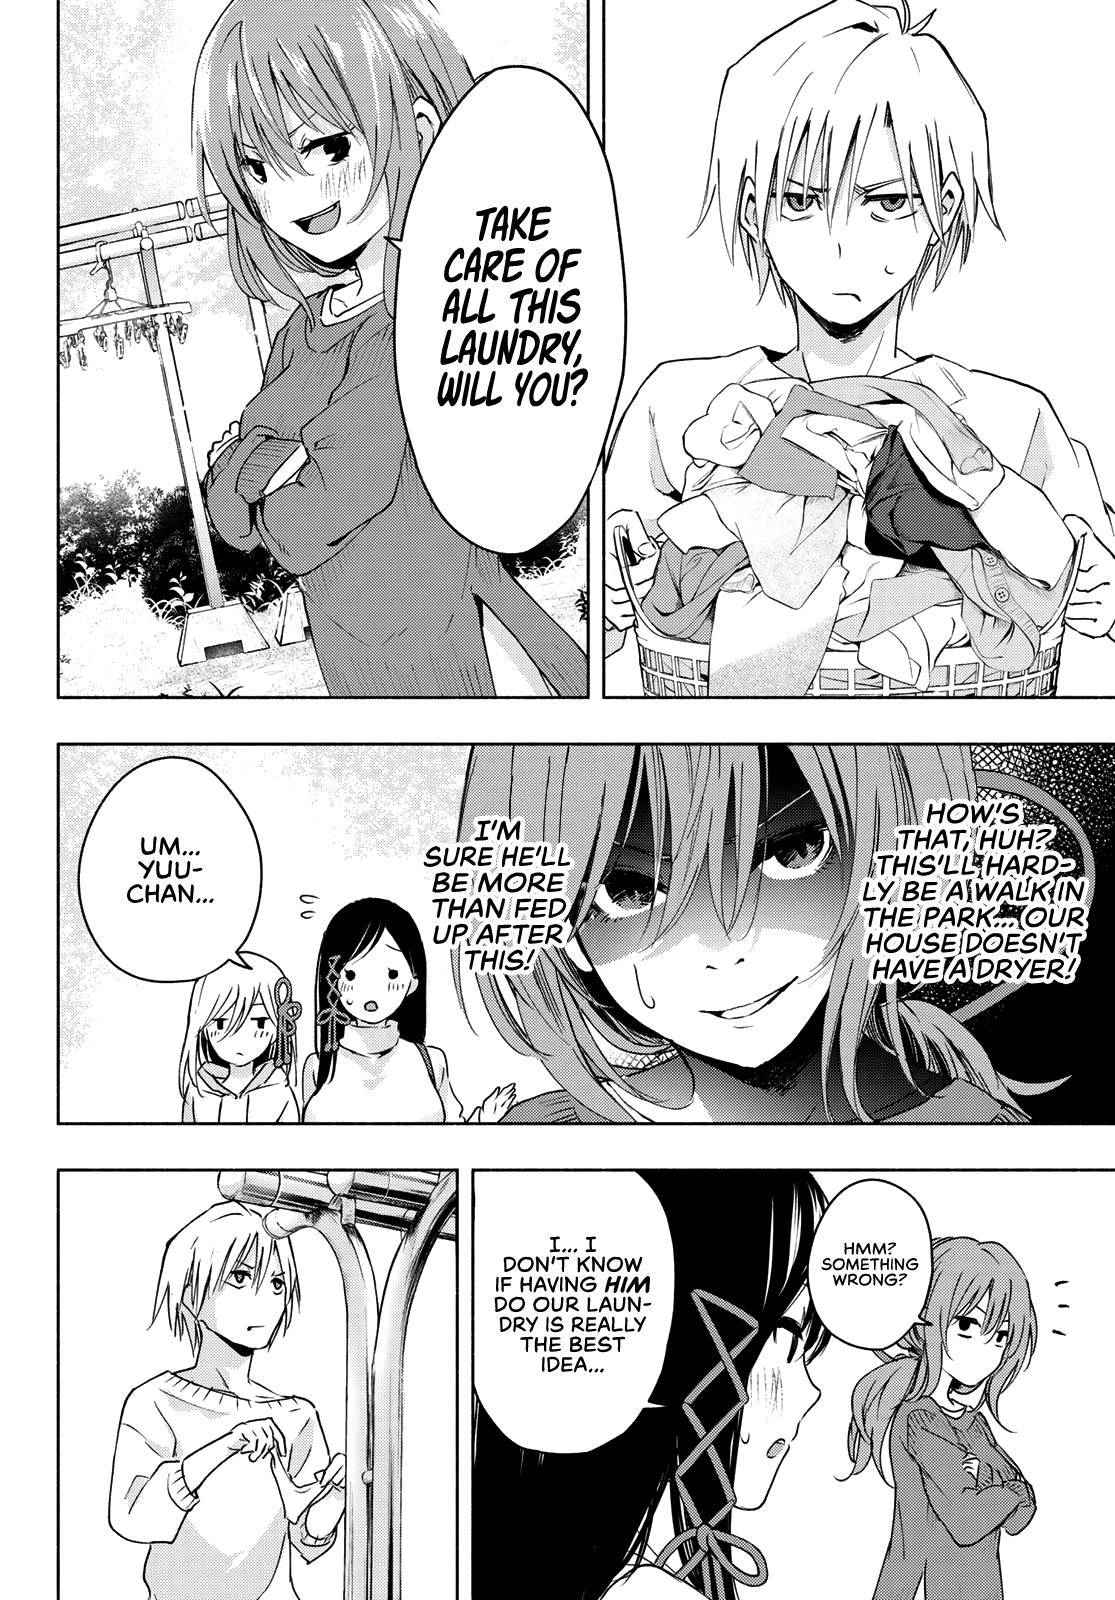 TAKE
CARE OF
ALL THIS
LAUNDRY,
WILL YOU?
HOW'S
THAT, HUH?
THIS'LL HARD-
LY BE A WALK IN
THE PARK... OUR
HOUSE DOESN'T
HAVE A DRYER!
I'M
SURE HE'LL
BE MORE
THAN FED
UP AFTER
THIS!
UM...
YUU-
CHAN...
HMM?
SOMETHING
WRONG?
I... I
DON'T KNOW
IF HAVING HIM
DO OUR LAUN-
DRY IS REALLY
THE BEST
IDEA...